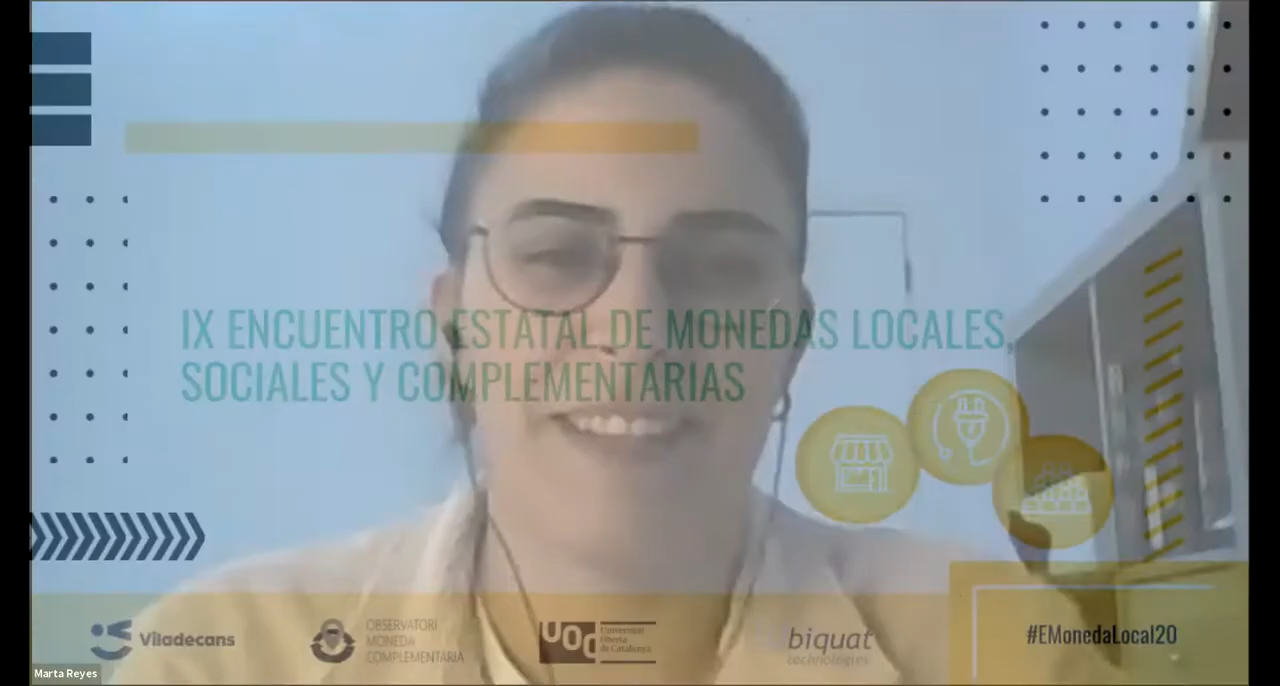 IX ENCUENTRO ESTATAL DE MONEDAS LOCALES,
SOCIALES Y COMPLEMENTARIAS
Viladecans
OBSERVATORI
MONEDA
COMPLEMENTÀRIA
UOC
Universitat
Oberta
de Catalunya
biquat
technologies
#EMonedaLocal20
Marta Reyes